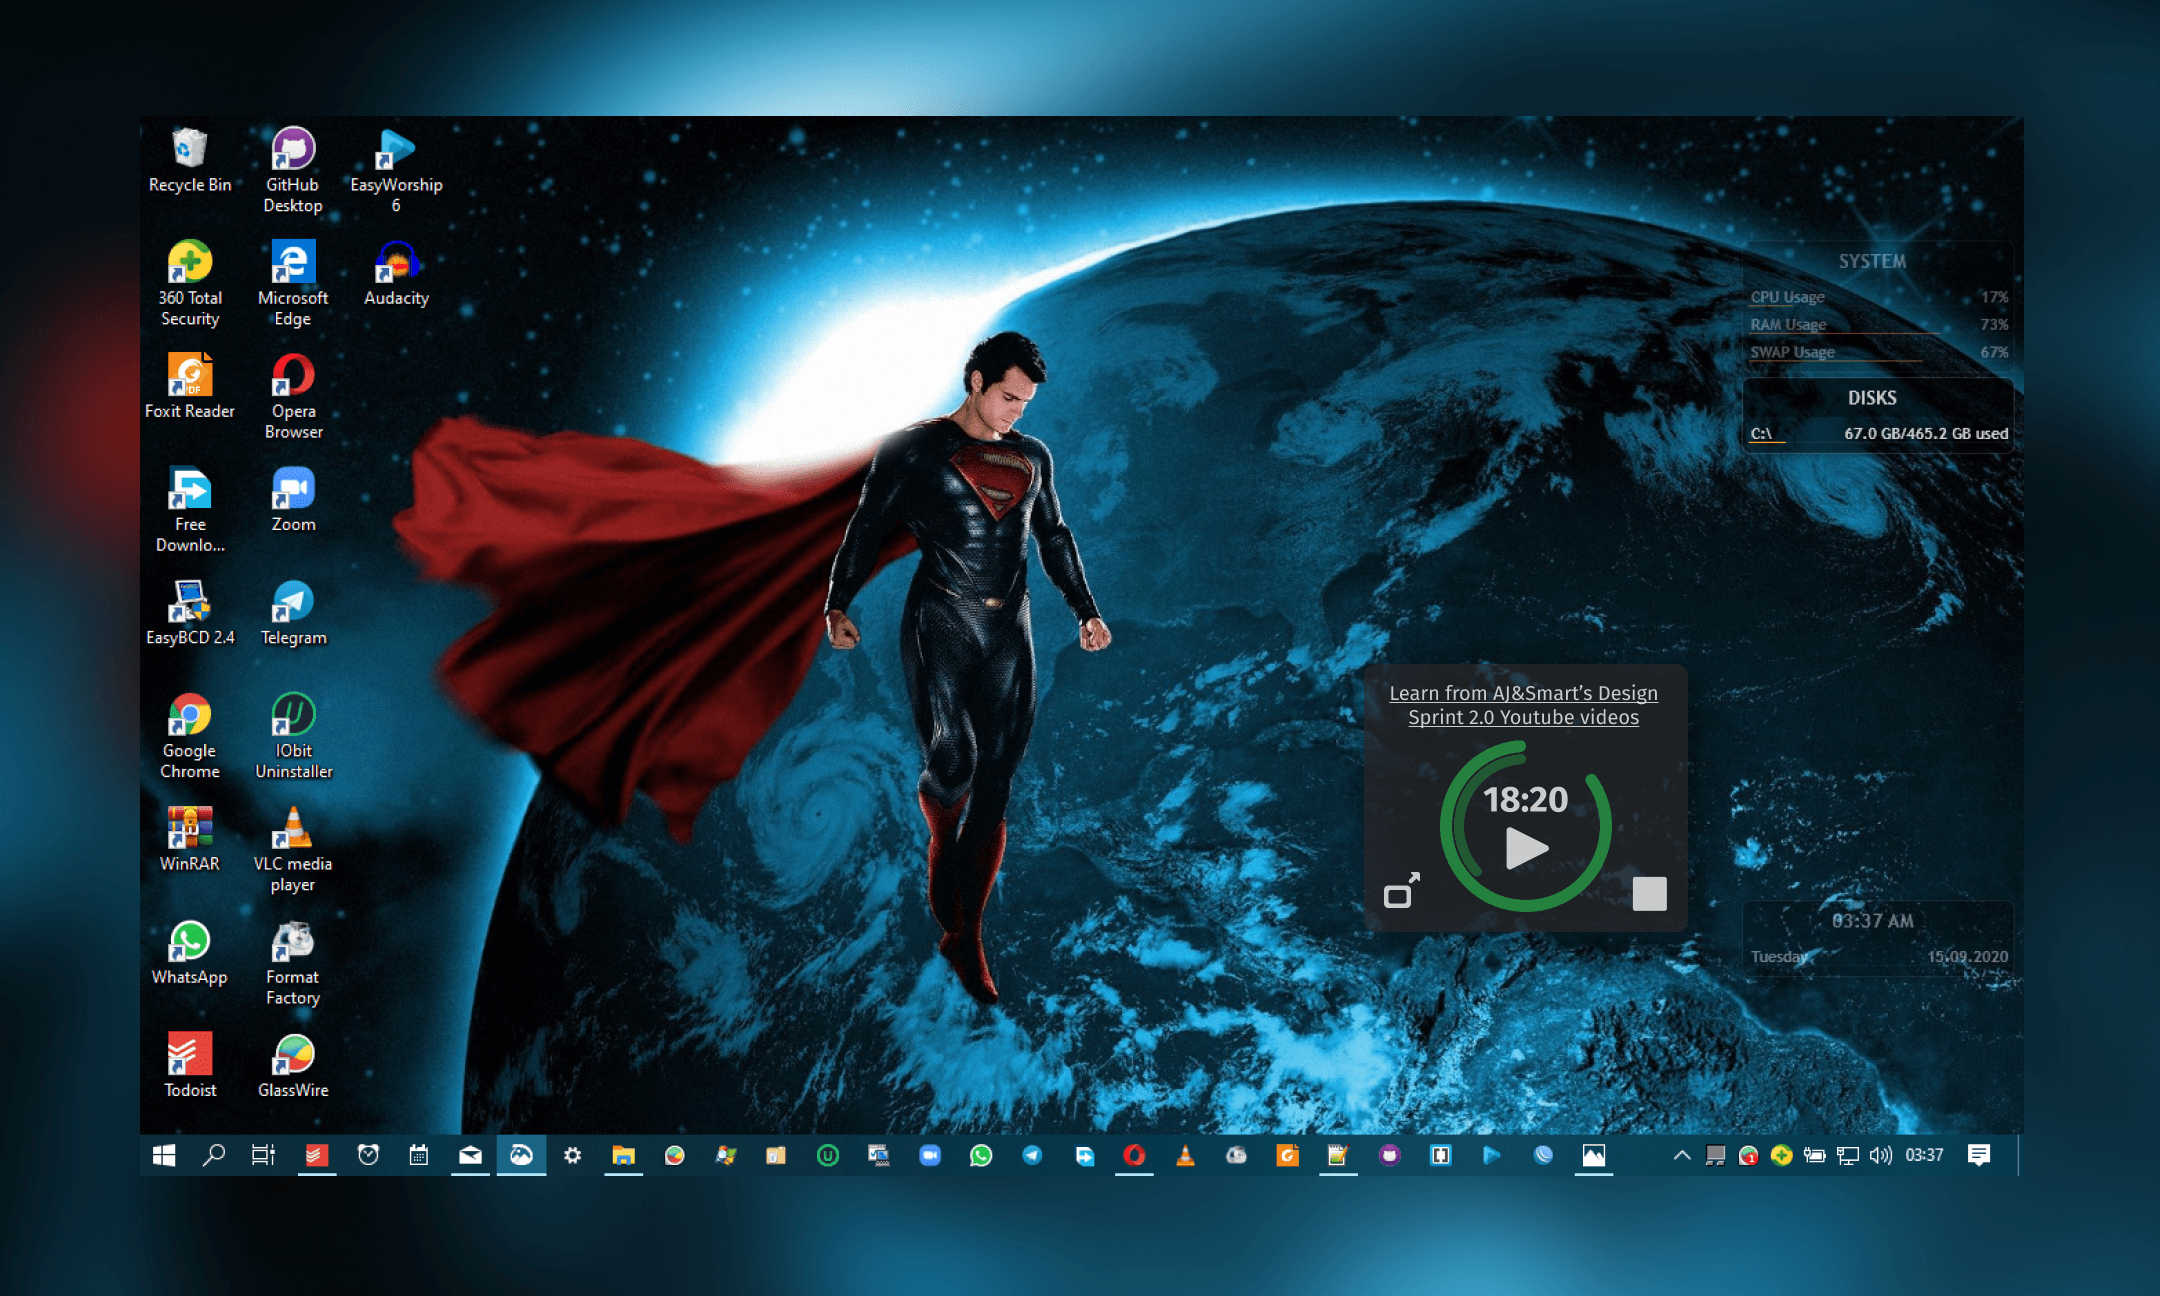 Recycle Bin
GitHub
Desktop
EasyWorship
6
360 Total
Security
Microsoft
Edge
Audacity
Foxit Reader
PDF
Opera
Browser
Free
Downlo...
Zoom
EasyBCD 2.4
Telegram
Google
Chrome
IObit
Uninstaller
WinRAR
VLC media
player
WhatsApp
Format
Factory
Todoist
GlassWire
SYSTEM
CPU Usage 17%
RAM Usage 73%
SWAP Usage 67%
DISKS
C:\ 67.0 GB/465.2 GB used
Learn from AJ&Smart’s Design
Sprint 2.0 Youtube videos
18:20
03:37 AM
Tuesday 15.09.2020
03:37